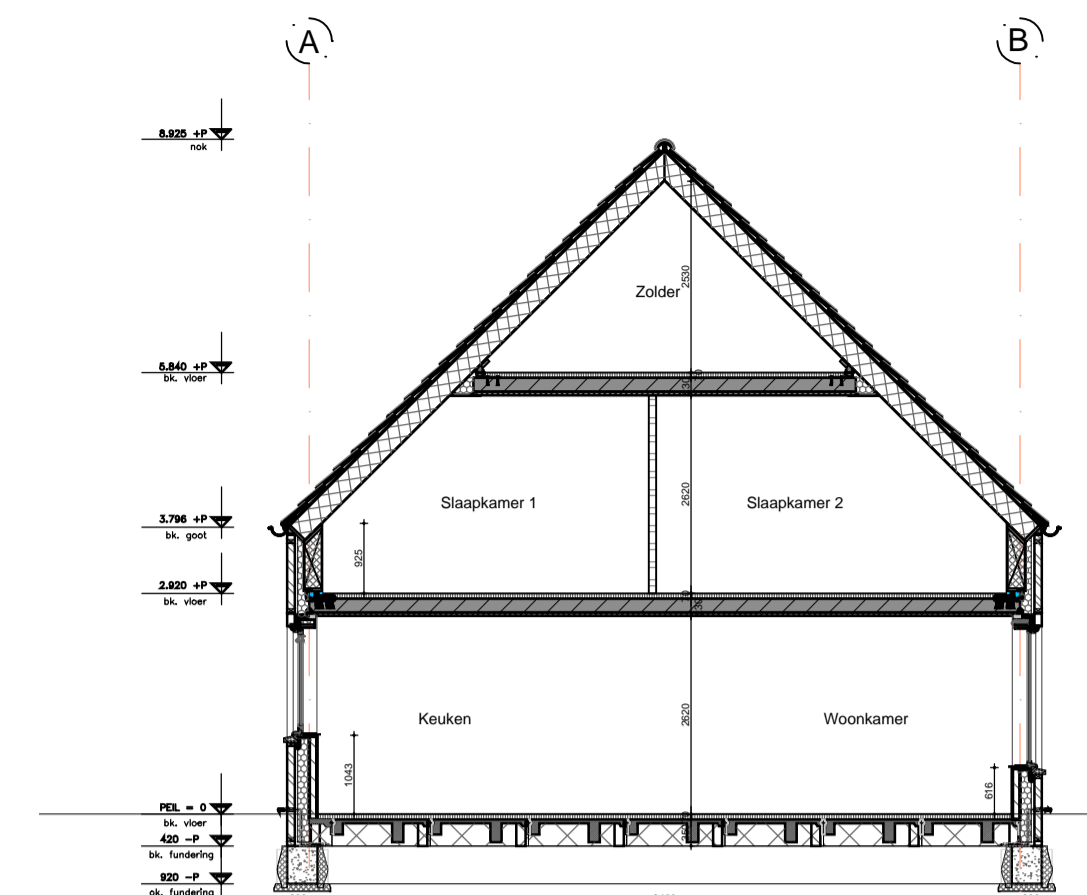 A
B
8.925 +P
nok
2530
Zolder
5.840 +P
bk. vloer
Slaapkamer 1
2620
Slaapkamer 2
3.796 +P
bk. goot
925
2.920 +P
bk. vloer
Keuken
2620
Woonkamer
1043
616
PEIL = 0
bk. vloer
420 -P
bk. fundering
920 -P
ok. fundering